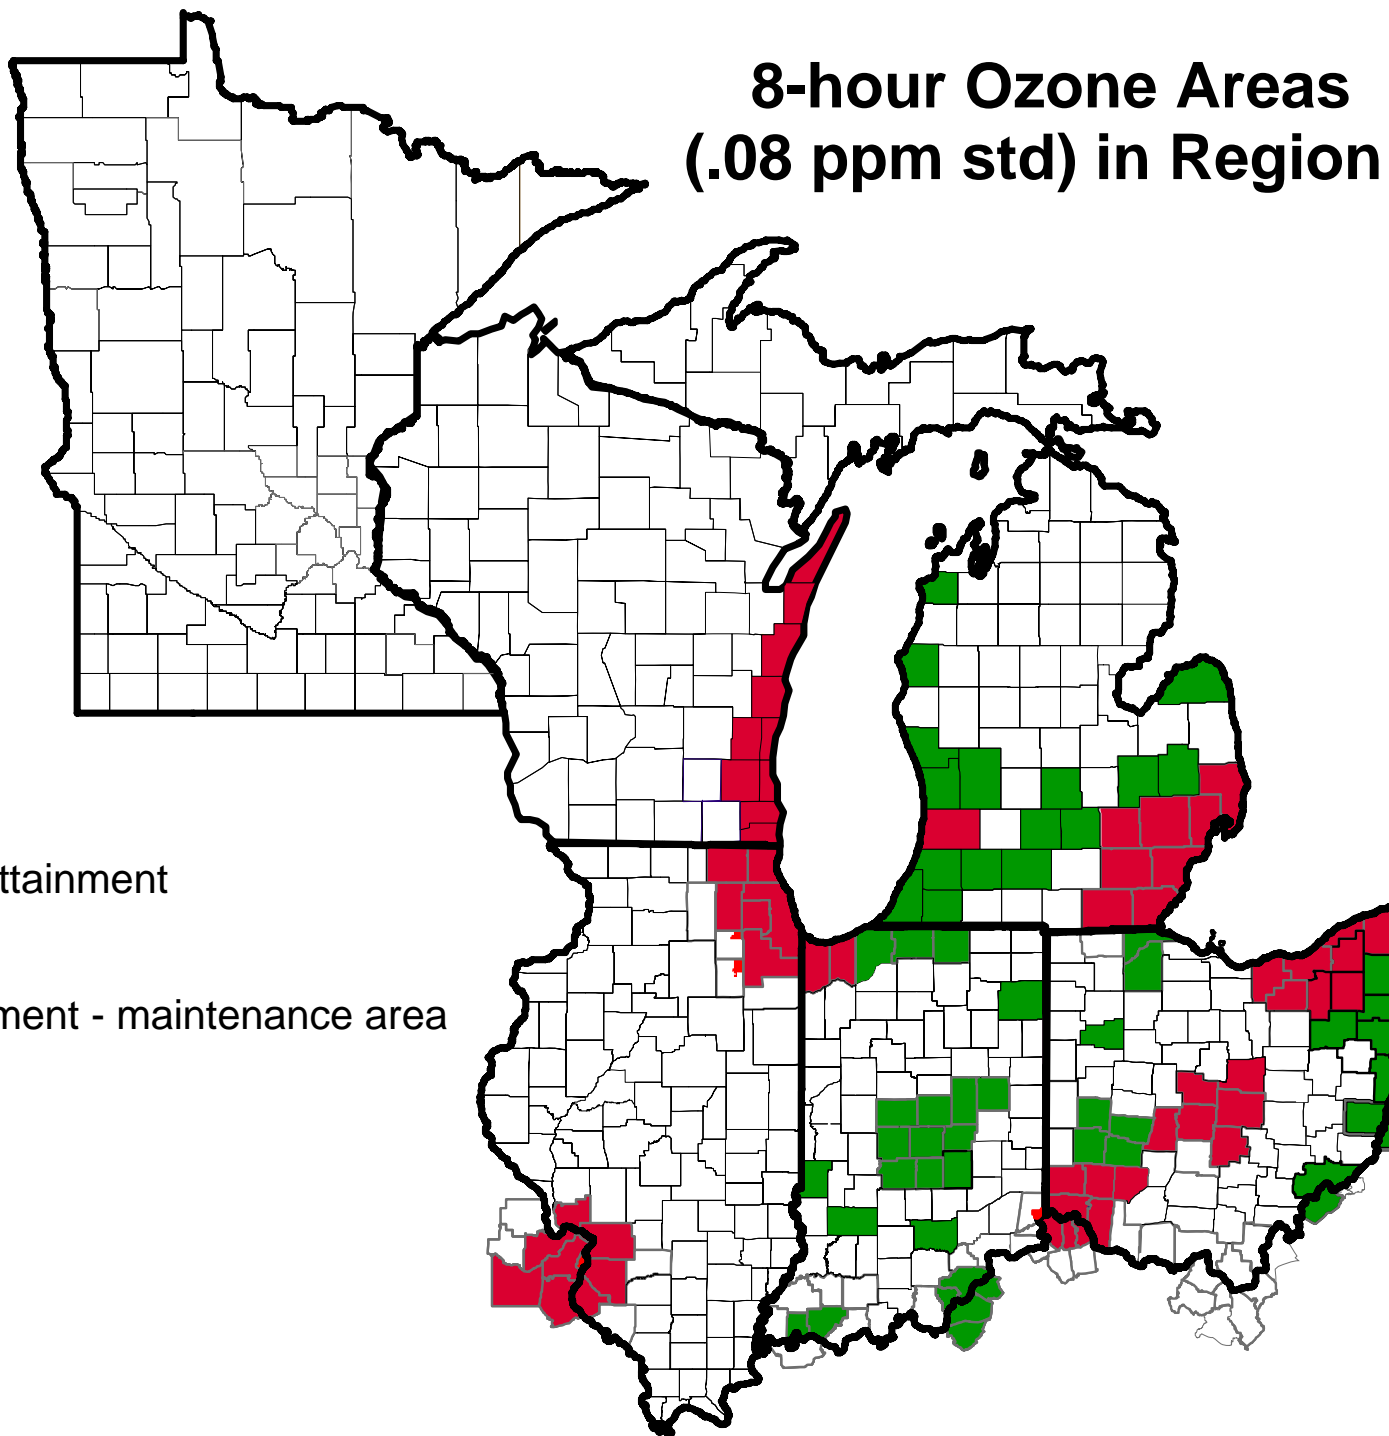 8-hour Ozone Areas
(.08 ppm std) in Region
ttainment
ment - maintenance area